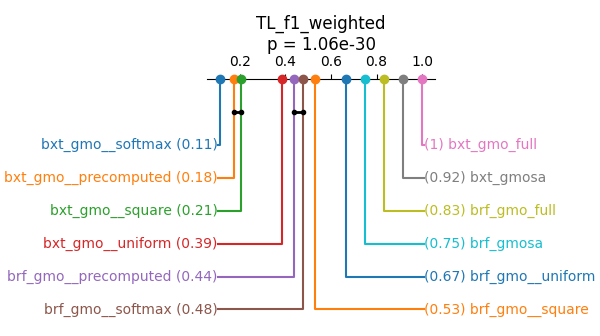 TL_f1_weighted
p = 1.06e-30
0.2 0.4 0.6 0.8 1.0
bxt_gmo__softmax (0.11) (1) bxt_gmo_full
bxt_gmo__precomputed (0.18) (0.92) bxt_gmosa
bxt_gmo__square (0.21) (0.83) brf_gmo_full
bxt_gmo__uniform (0.39) (0.75) brf_gmosa
brf_gmo__precomputed (0.44) (0.67) brf_gmo__uniform
brf_gmo__softmax (0.48) (0.53) brf_gmo__square